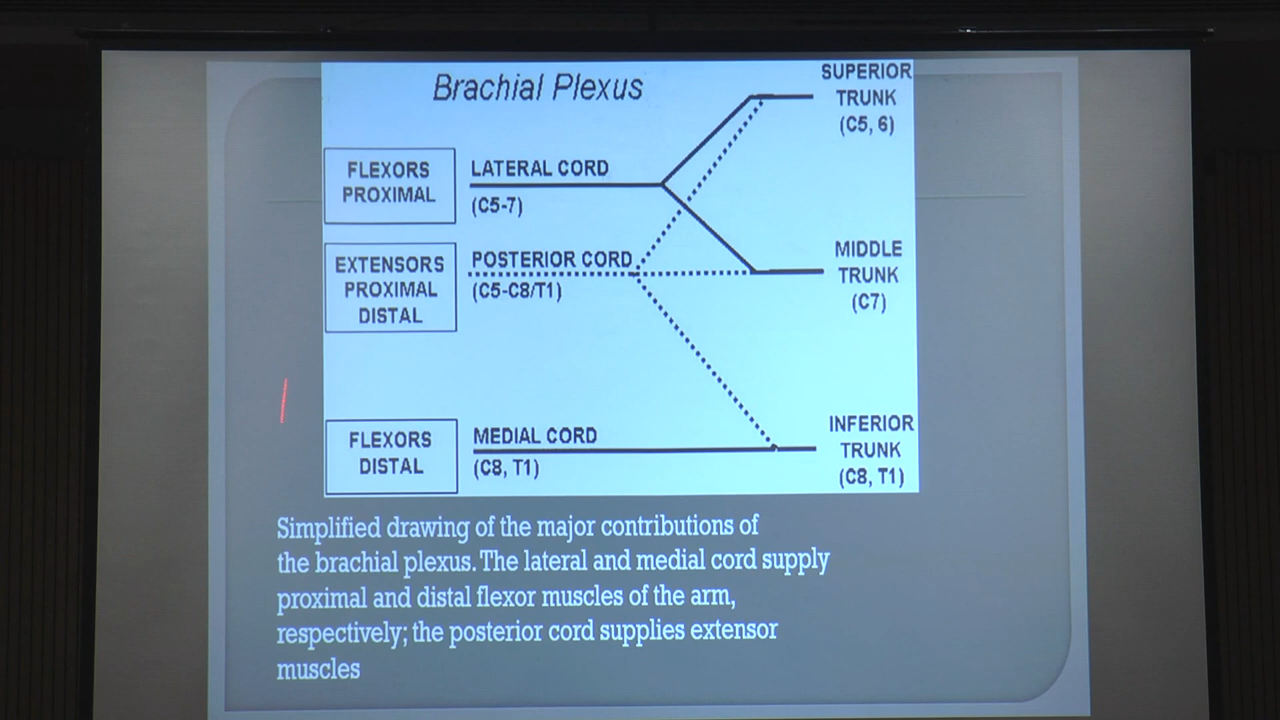 Brachial Plexus
SUPERIOR
TRUNK
(C5, 6)
FLEXORS
PROXIMAL
LATERAL CORD
(C5-7)
EXTENSORS
PROXIMAL
DISTAL
POSTERIOR CORD
(C5-C8/T1)
MIDDLE
TRUNK
(C7)
FLEXORS
DISTAL
MEDIAL CORD
(C8, T1)
INFERIOR
TRUNK
(C8, T1)
Simplified drawing of the major contributions of
the brachial plexus. The lateral and medial cord supply
proximal and distal flexor muscles of the arm,
respectively; the posterior cord supplies extensor
muscles